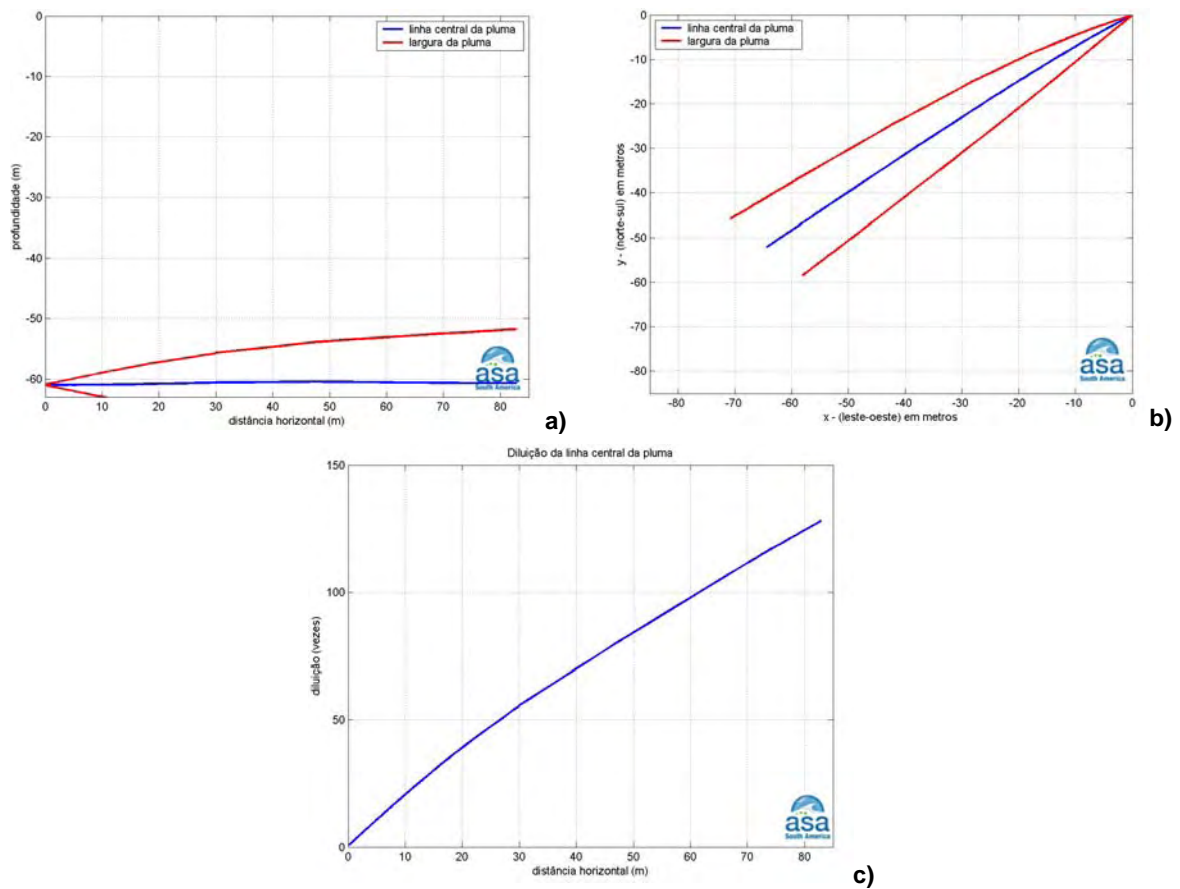 0
-10
-20
-30
-40
-50
-60
profundidade (m)
linha central da pluma
largura da pluma
asa
South America
0 10 20 30 40 50 60 70 80
distância horizontal (m)
a)
0
-10
-20
-30
-40
-50
-60
-70
-80
y - (norte-sul) em metros
linha central da pluma
largura da pluma
asa
South America
-80 -70 -60 -50 -40 -30 -20 -10 0
x - (leste-oeste) em metros
b)
Diluição da linha central da pluma
150
100
50
0
diluição (vezes)
asa
South America
0 10 20 30 40 50 60 70 80
distância horizontal (m)
c)